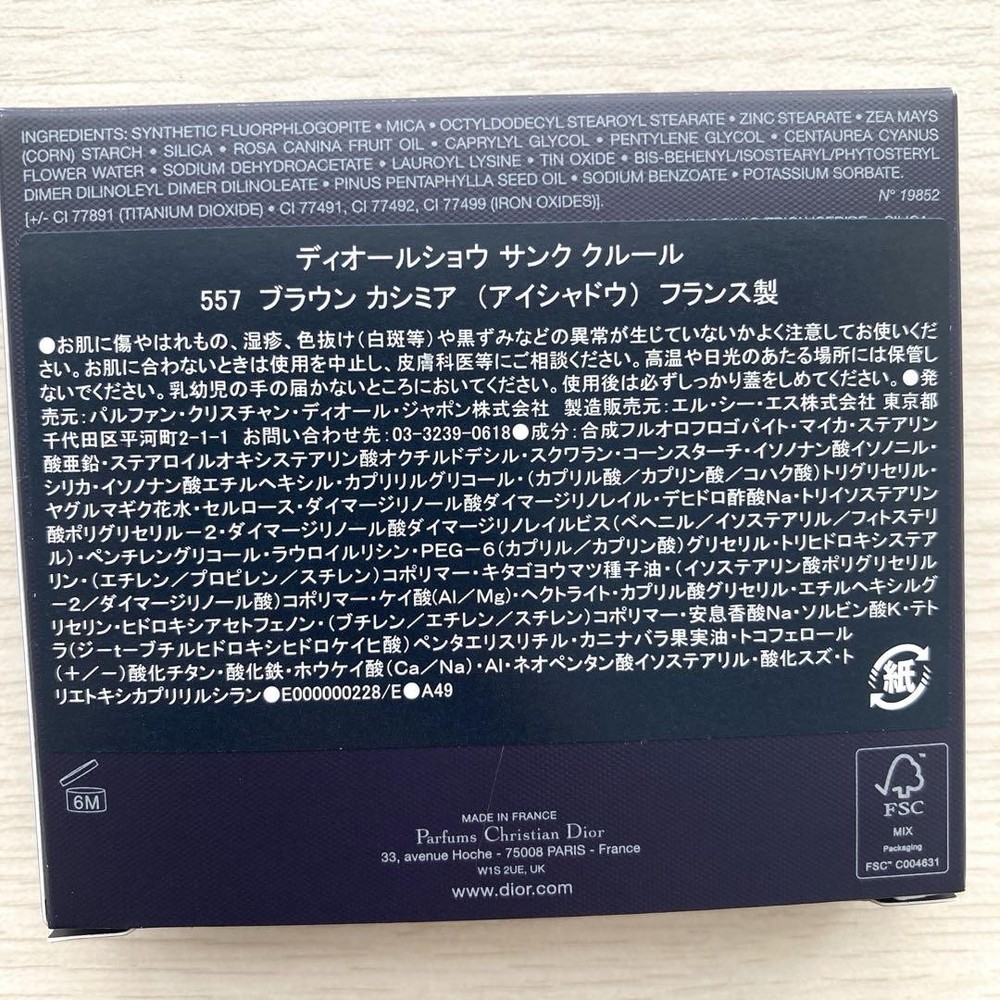 INGREDIENTS: SYNTHETIC FLUORPHLOGOPITE • MICA • OCTYLDODECYL STEAROYL STEARATE • ZINC STEARATE • ZEA MAYS
(CORN) STARCH • SILICA • ROSA CANINA FRUIT OIL • CAPRYLYL GLYCOL • PENTYLENE GLYCOL • CENTAUREA CYANUS
FLOWER WATER • SODIUM DEHYDROACETATE • LAUROYL LYSINE • TIN OXIDE • BIS-BEHENYL/ISOSTEARYL/PHYTOSTERYL
DIMER DILINOLEYL DIMER DILINOLEATE • PINUS PENTAPHYLLA SEED OIL • SODIUM BENZOATE • POTASSIUM SORBATE.
[+/- CI 77891 (TITANIUM DIOXIDE) • CI 77491, CI 77492, CI 77499 (IRON OXIDES)].
N° 19852
ディオールショウ サンク クルール
557 ブラウン カシミア (アイシャドウ) フランス製
●お肌に傷やはれもの、湿疹、色抜け(白斑等)や黒ずみなどの異常が生じていないかよく注意してお使いくだ
さい。お肌に合わないときは使用を中止し、皮膚科医等にご相談ください。高温や日光のあたる場所には保管し
ないでください。乳幼児の手の届かないところにおいてください。使用後は必ずしっかり蓋をしめてください。●発
売元:パルファン・クリスチャン・ディオール・ジャポン株式会社 製造販売元:エル・シー・エス株式会社 東京都
千代田区平河町2-1-1 お問い合わせ先:03-3239-0618●成分:合成フルオロフロゴパイト・マイカ・ステアリン
酸亜鉛・ステアロイルオキシステアリン酸オクチルドデシル・スクワラン・コーンスターチ・イソノナン酸イソノニル・
シリカ・イソノナン酸エチルヘキシル・カプリリルグリコール・(カプリル酸/カプリン酸/コハク酸)トリグリセリル・
ヤグルマギク花水・セルロース・ダイマージリノール酸ダイマージリノレイル・デヒドロ酢酸Na・トリイソステアリン
酸ポリグリセリル-2・ダイマージリノール酸ダイマージリノレイルビス(ベヘニル/イソステアリル/フィトステリ
ル)・ペンチレングリコール・ラウロイルリシン・PEG-6(カプリル/カプリン酸)グリセリル・トリヒドロキシステア
リン・(エチレン/プロピレン/スチレン)コポリマー・キタゴヨウマツ種子油・(イソステアリン酸ポリグリセリル
-2/ダイマージリノール酸)コポリマー・ケイ酸(Al/Mg)・ヘクトライト・カプリル酸グリセリル・エチルヘキシルグ
リセリン・ヒドロキシアセトフェノン・(ブチレン/エチレン/スチレン)コポリマー・安息香酸Na・ソルビン酸K・テト
ラ(ジ-t-ブチルヒドロキシヒドロケイヒ酸)ペンタエリスリチル・カニナバラ果実油・トコフェロール
(+/-)酸化チタン・酸化鉄・ホウケイ酸(Ca/Na)・Al・ネオペンタン酸イソステアリル・酸化スズ・ト
リエトキシカプリリルシラン●E000000228/E●A49
紙
6M
MADE IN FRANCE
Parfums Christian Dior
33, avenue Hoche - 75008 PARIS - France
W1S 2UE, UK
www.dior.com
FSC
MIX
Packaging
FSC™ C004631